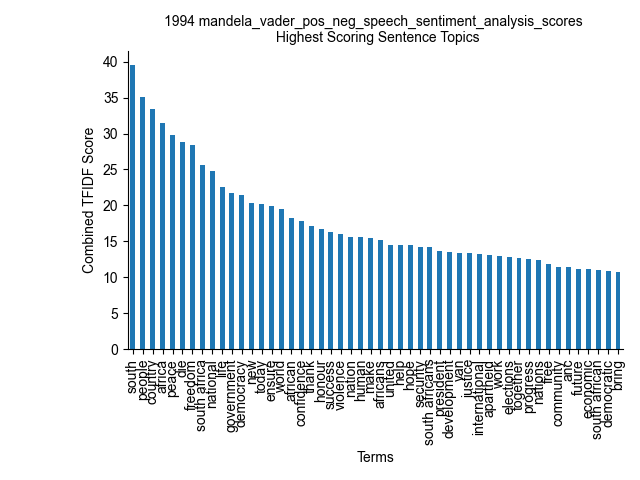 1994 mandela_vader_pos_neg_speech_sentiment_analysis_scores
Highest Scoring Sentence Topics
Combined TFIDF Score
40
35
30
25
20
15
10
5
0
south
people
country
africa
peace
die
freedom
south africa
national
life
government
democracy
new
today
ensure
world
african
confidence
thank
honour
success
violence
nation
human
make
africans
united
help
hope
security
south africans
president
development
van
justice
international
apartheid
work
elections
together
progress
nations
free
community
anc
future
economic
south african
democratic
bring
Terms